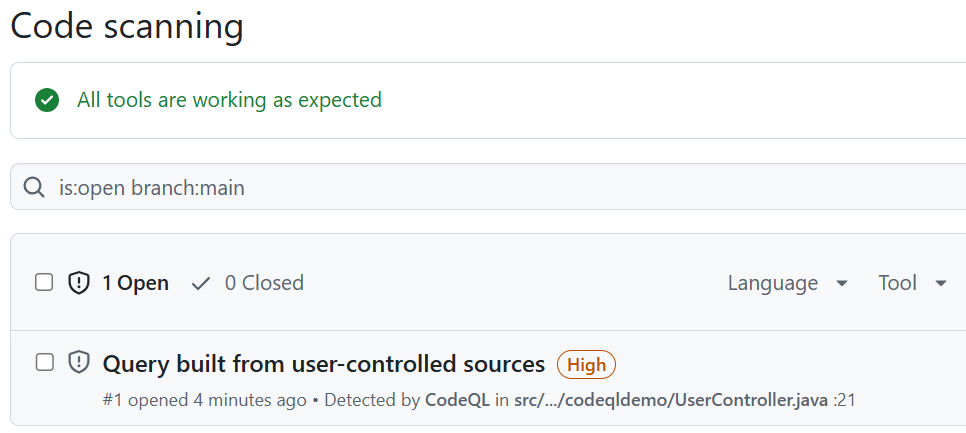 Code scanning
All tools are working as expected
is:open branch:main
1 Open 0 Closed Language Tool
Query built from user-controlled sources High
#1 opened 4 minutes ago • Detected by CodeQL in src/.../codeqldemo/UserController.java :21